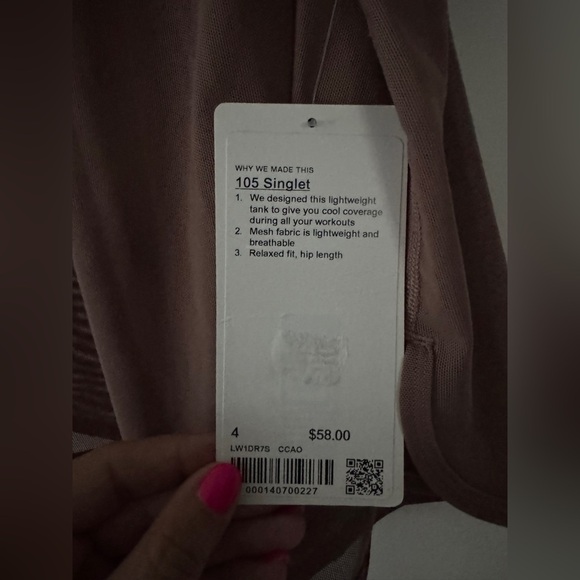 WHY WE MADE THIS
105 Singlet
1. We designed this lightweight
tank to give you cool coverage
during all your workouts
2. Mesh fabric is lightweight and
breathable
3. Relaxed fit, hip length
4 $58.00
LW1DR7S CCAO
000140700227